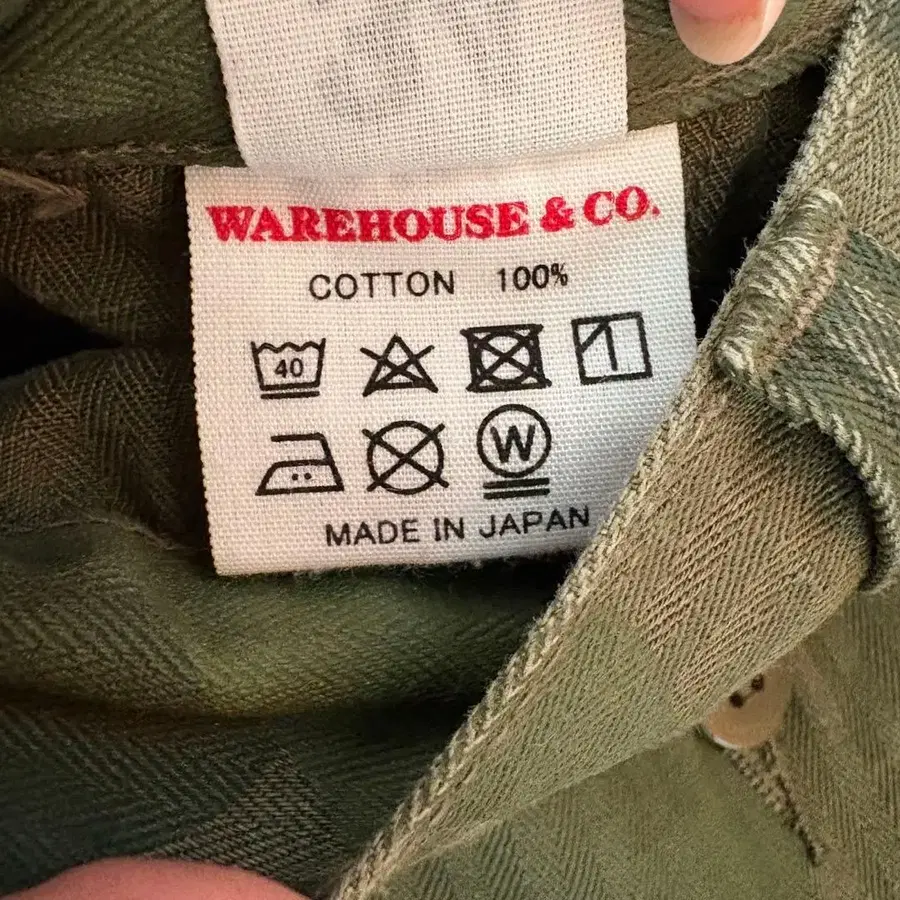 WAREHOUSE & CO.
COTTON 100%
40
W
MADE IN JAPAN